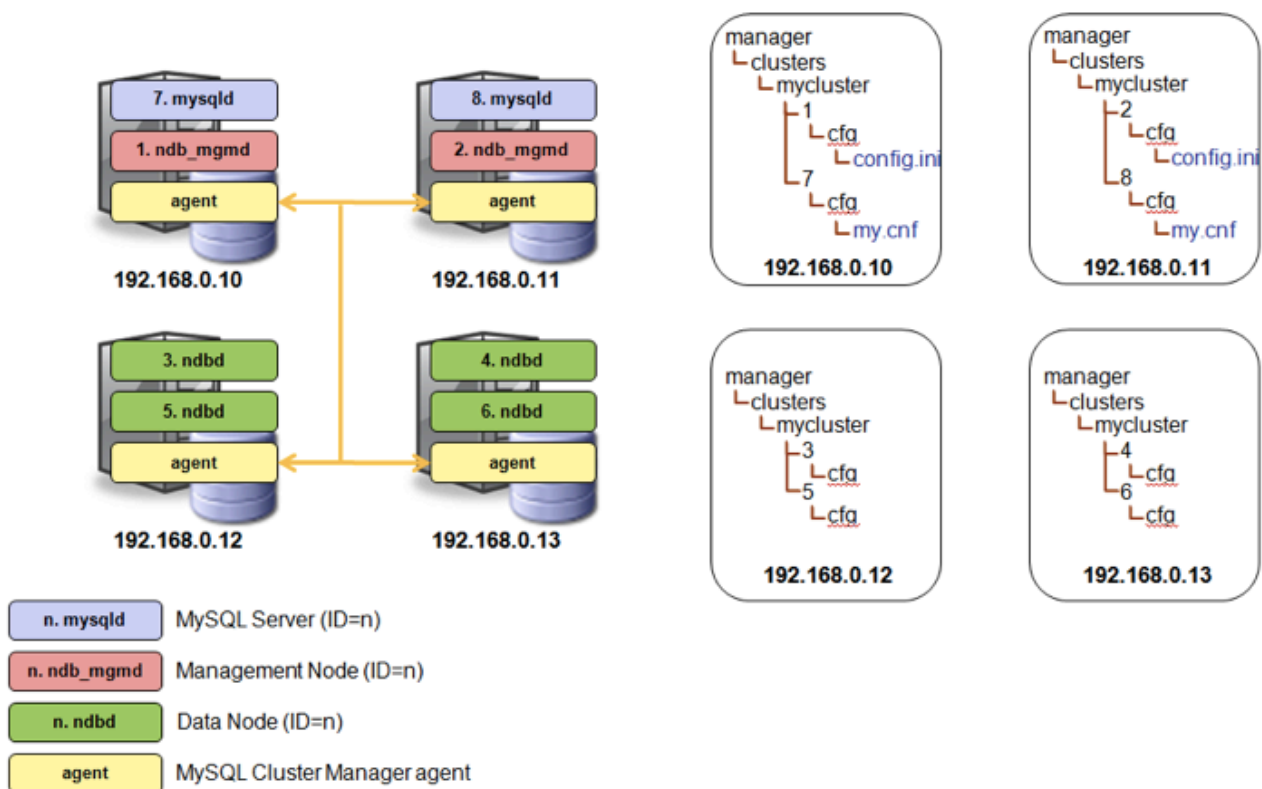 7. mysqld
1. ndb_mgmd
agent
192.168.0.10
8. mysqld
2. ndb_mgmd
agent
192.168.0.11
3. ndbd
5. ndbd
agent
192.168.0.12
4. ndbd
6. ndbd
agent
192.168.0.13
manager
clusters
mycluster
1
cfg
config.ini
7
cfg
my.cnf
192.168.0.10
manager
clusters
mycluster
2
cfg
config.ini
8
cfg
my.cnf
192.168.0.11
manager
clusters
mycluster
3
cfg
5
cfg
192.168.0.12
manager
clusters
mycluster
4
cfg
6
cfg
192.168.0.13
n. mysqld MySQL Server (ID=n)
n. ndb_mgmd Management Node (ID=n)
n. ndbd Data Node (ID=n)
agent MySQL Cluster Manager agent